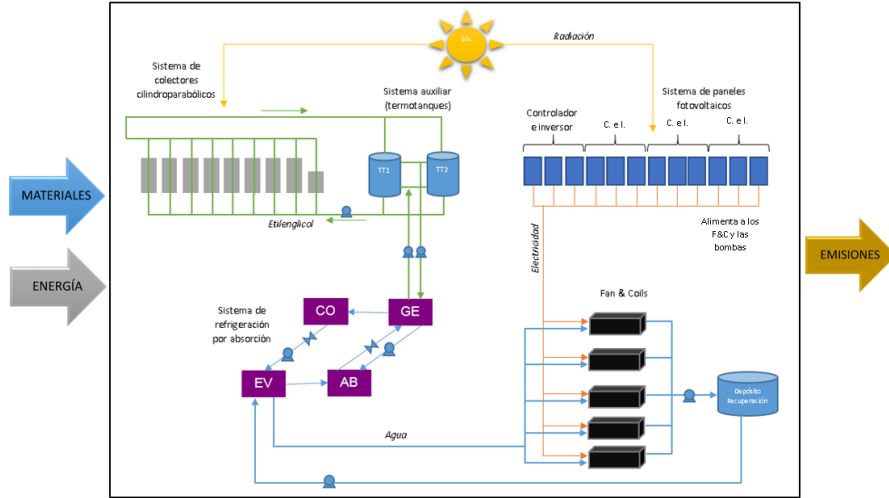 SOL
Radiación
Sistema de
colectores
cilindroparabólicos
Sistema auxiliar
(termotanques)
Sistema de paneles
fotovoltaicos
Controlador
e inversor
C. e I.
C. e I.
C. e I.
TT1
TT2
MATERIALES
Etilenglicol
Electricidad
Alimenta a los
F&C y las
bombas
EMISIONES
ENERGÍA
Fan & Coils
Sistema de
refrigeración
por absorción
CO
GE
EV
AB
Depósito
Recuperación
Agua